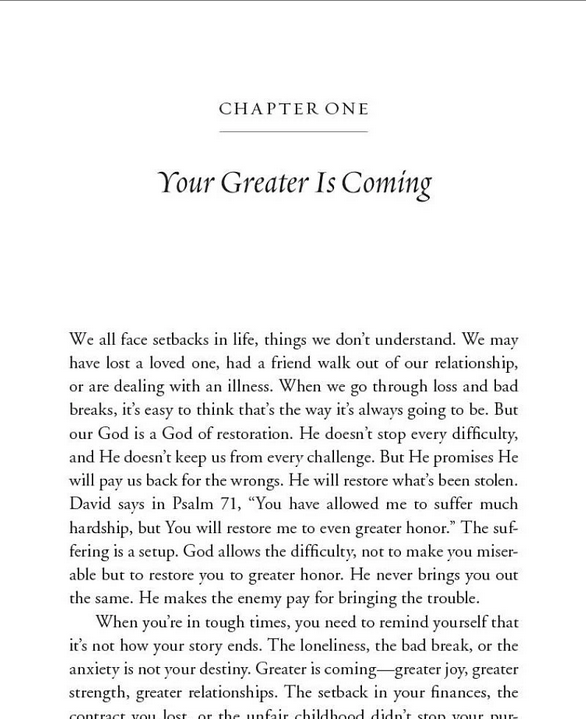 CHAPTER ONE
Your Greater Is Coming
We all face setbacks in life, things we don’t understand. We may
have lost a loved one, had a friend walk out of our relationship,
or are dealing with an illness. When we go through loss and bad
breaks, it’s easy to think that’s the way it’s always going to be. But
our God is a God of restoration. He doesn’t stop every difficulty,
and He doesn’t keep us from every challenge. But He promises He
will pay us back for the wrongs. He will restore what’s been stolen.
David says in Psalm 71, “You have allowed me to suffer much
hardship, but You will restore me to even greater honor.” The suf-
fering is a setup. God allows the difficulty, not to make you miser-
able but to restore you to greater honor. He never brings you out
the same. He makes the enemy pay for bringing the trouble.
When you’re in tough times, you need to remind yourself that
it’s not how your story ends. The loneliness, the bad break, or the
anxiety is not your destiny. Greater is coming—greater joy, greater
strength, greater relationships. The setback in your finances, the
contract you lost, or the unfair childhood didn’t stop your pur-